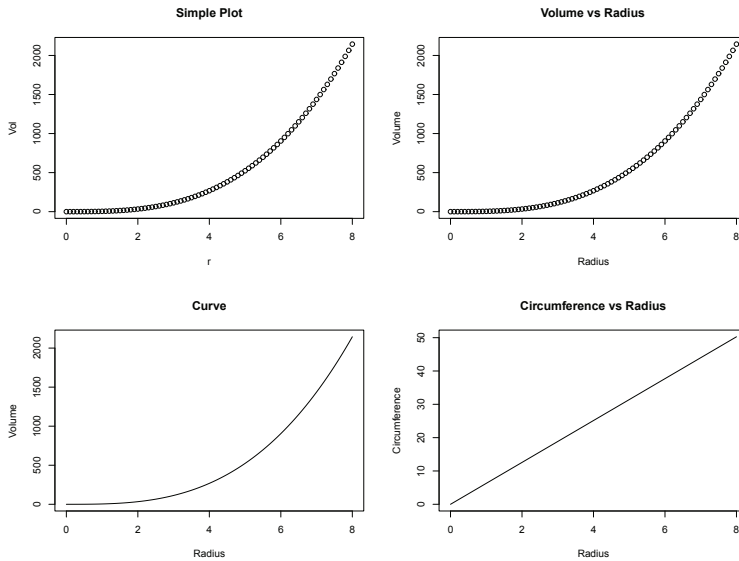 Simple Plot
Vol
2000
1500
1000
500
0
0 2 4 6 8
r
Volume vs Radius
Volume
2000
1500
1000
500
0
0 2 4 6 8
Radius
Curve
Volume
2000
1500
1000
500
0
0 2 4 6 8
Radius
Circumference vs Radius
Circumference
50
40
30
20
10
0
0 2 4 6 8
Radius